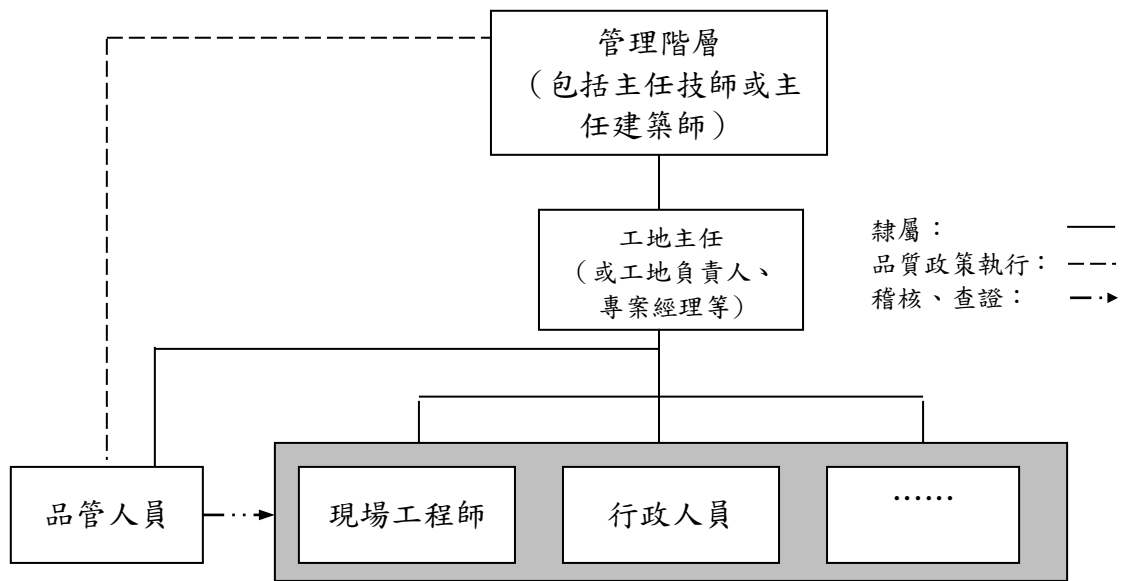 管理階層
（包括主任技師或主
任建築師）
工地主任
（或工地負責人、
專案經理等）
隸屬：
品質政策執行：
稽核、查證：
品管人員
現場工程師
行政人員
……